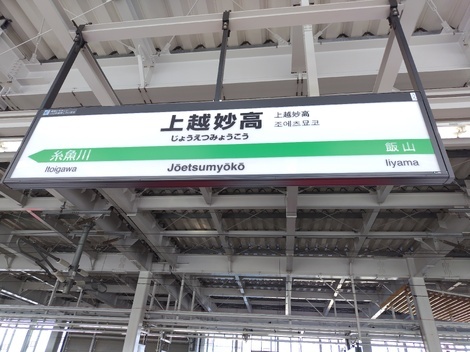 上越妙高
上越妙高
조에츠묘코
じょうえつみょうこう
糸魚川
飯山
Itoigawa
Jōetsumyōkō
Iiyama